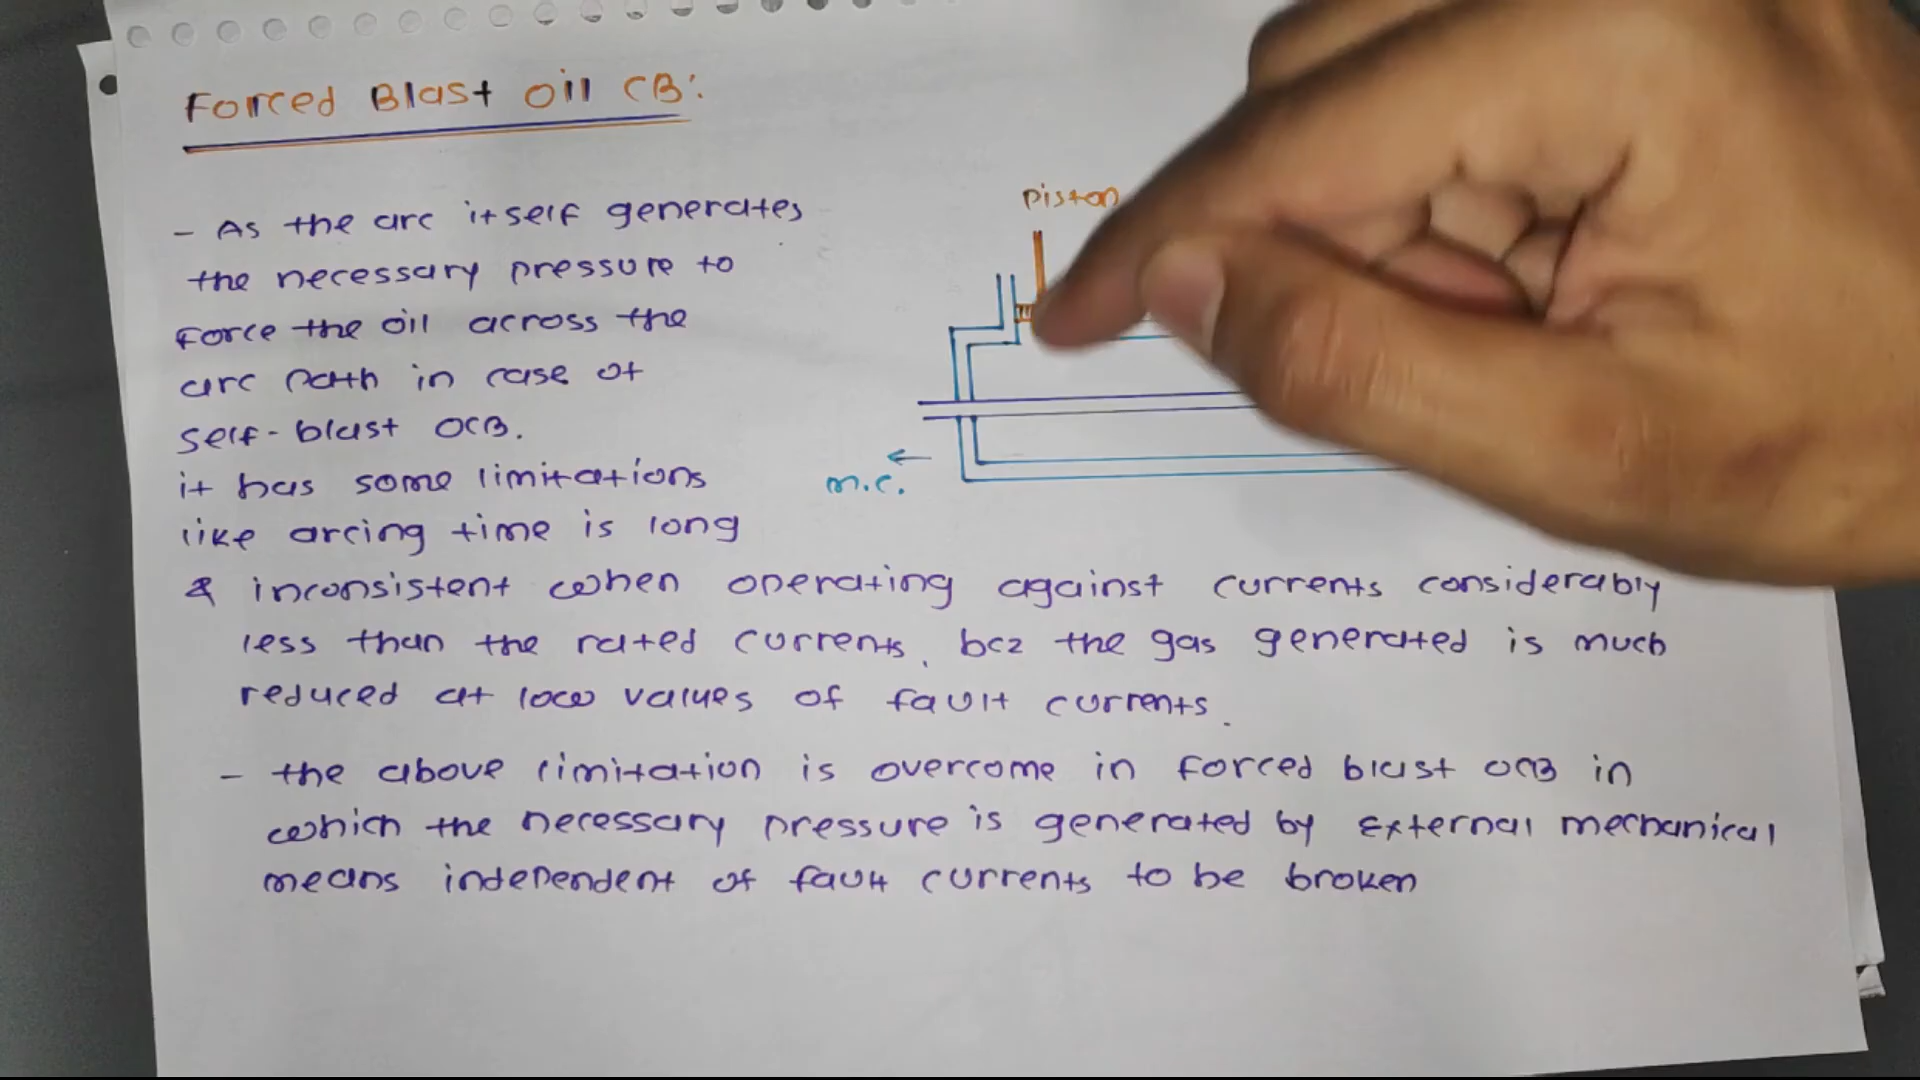 Forced Blast Oil CB:
- As the arc itself generates
the necessary pressure to
force the oil across the
arc path in case of
self-blast OCB.
it has some limitations
like arcing time is long
& inconsistent when operating against currents considerably
less than the rated currents, bcz the gas generated is much
reduced at low values of fault currents.
- the above limitation is overcome in forced blast OCB in
which the necessary pressure is generated by external mechanical
means independent of fault currents to be broken
Piston
m.c.